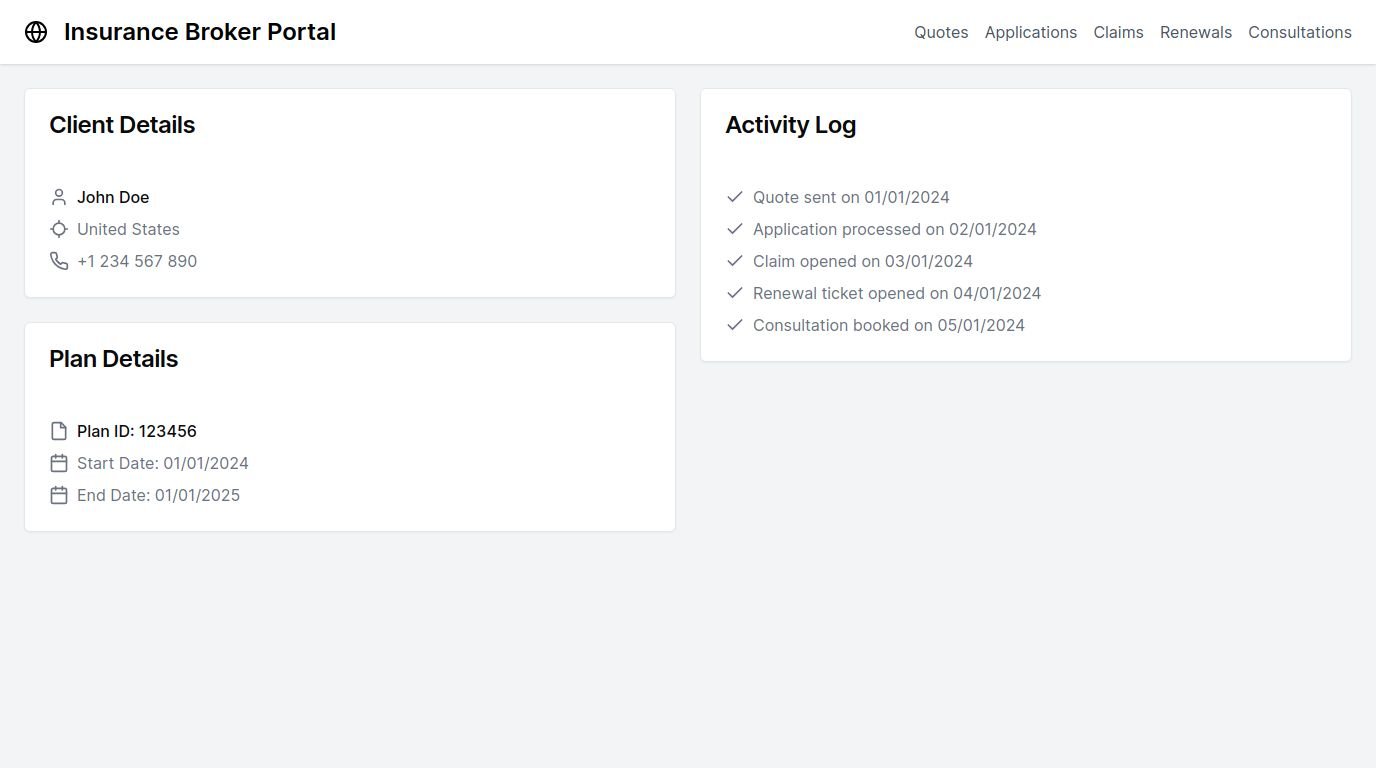 Insurance Broker Portal
Quotes Applications Claims Renewals Consultations
Client Details
John Doe
United States
+1 234 567 890
Plan Details
Plan ID: 123456
Start Date: 01/01/2024
End Date: 01/01/2025
Activity Log
Quote sent on 01/01/2024
Application processed on 02/01/2024
Claim opened on 03/01/2024
Renewal ticket opened on 04/01/2024
Consultation booked on 05/01/2024